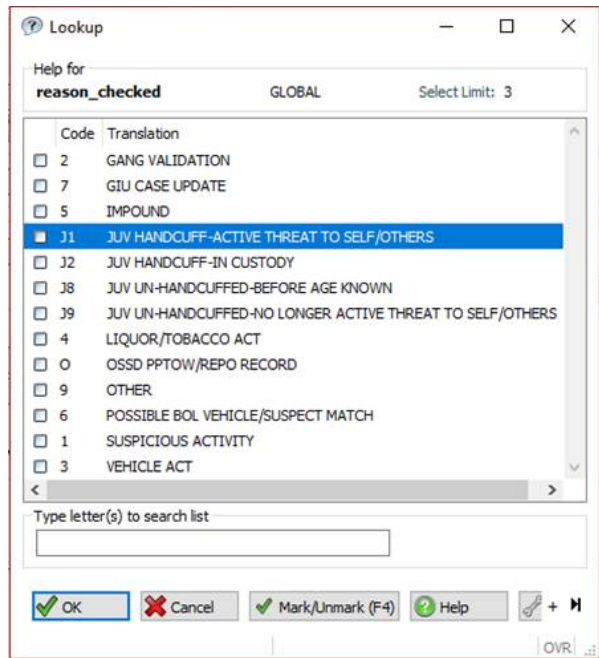 Lookup
Help for
reason_checked GLOBAL Select Limit: 3
Code Translation
2 GANG VALIDATION
7 GIU CASE UPDATE
5 IMPOUND
J1 JUV HANDCUFF-ACTIVE THREAT TO SELF/OTHERS
J2 JUV HANDCUFF-IN CUSTODY
J8 JUV UN-HANDCUFFED-BEFORE AGE KNOWN
J9 JUV UN-HANDCUFFED-NO LONGER ACTIVE THREAT TO SELF/OTHERS
4 LIQUOR/TOBACCO ACT
O OSSD PPTOW/REPO RECORD
9 OTHER
6 POSSIBLE BOL VEHICLE/SUSPECT MATCH
1 SUSPICIOUS ACTIVITY
3 VEHICLE ACT
Type letter(s) to search list
OK Cancel Mark/Unmark (F4) Help +
OVR